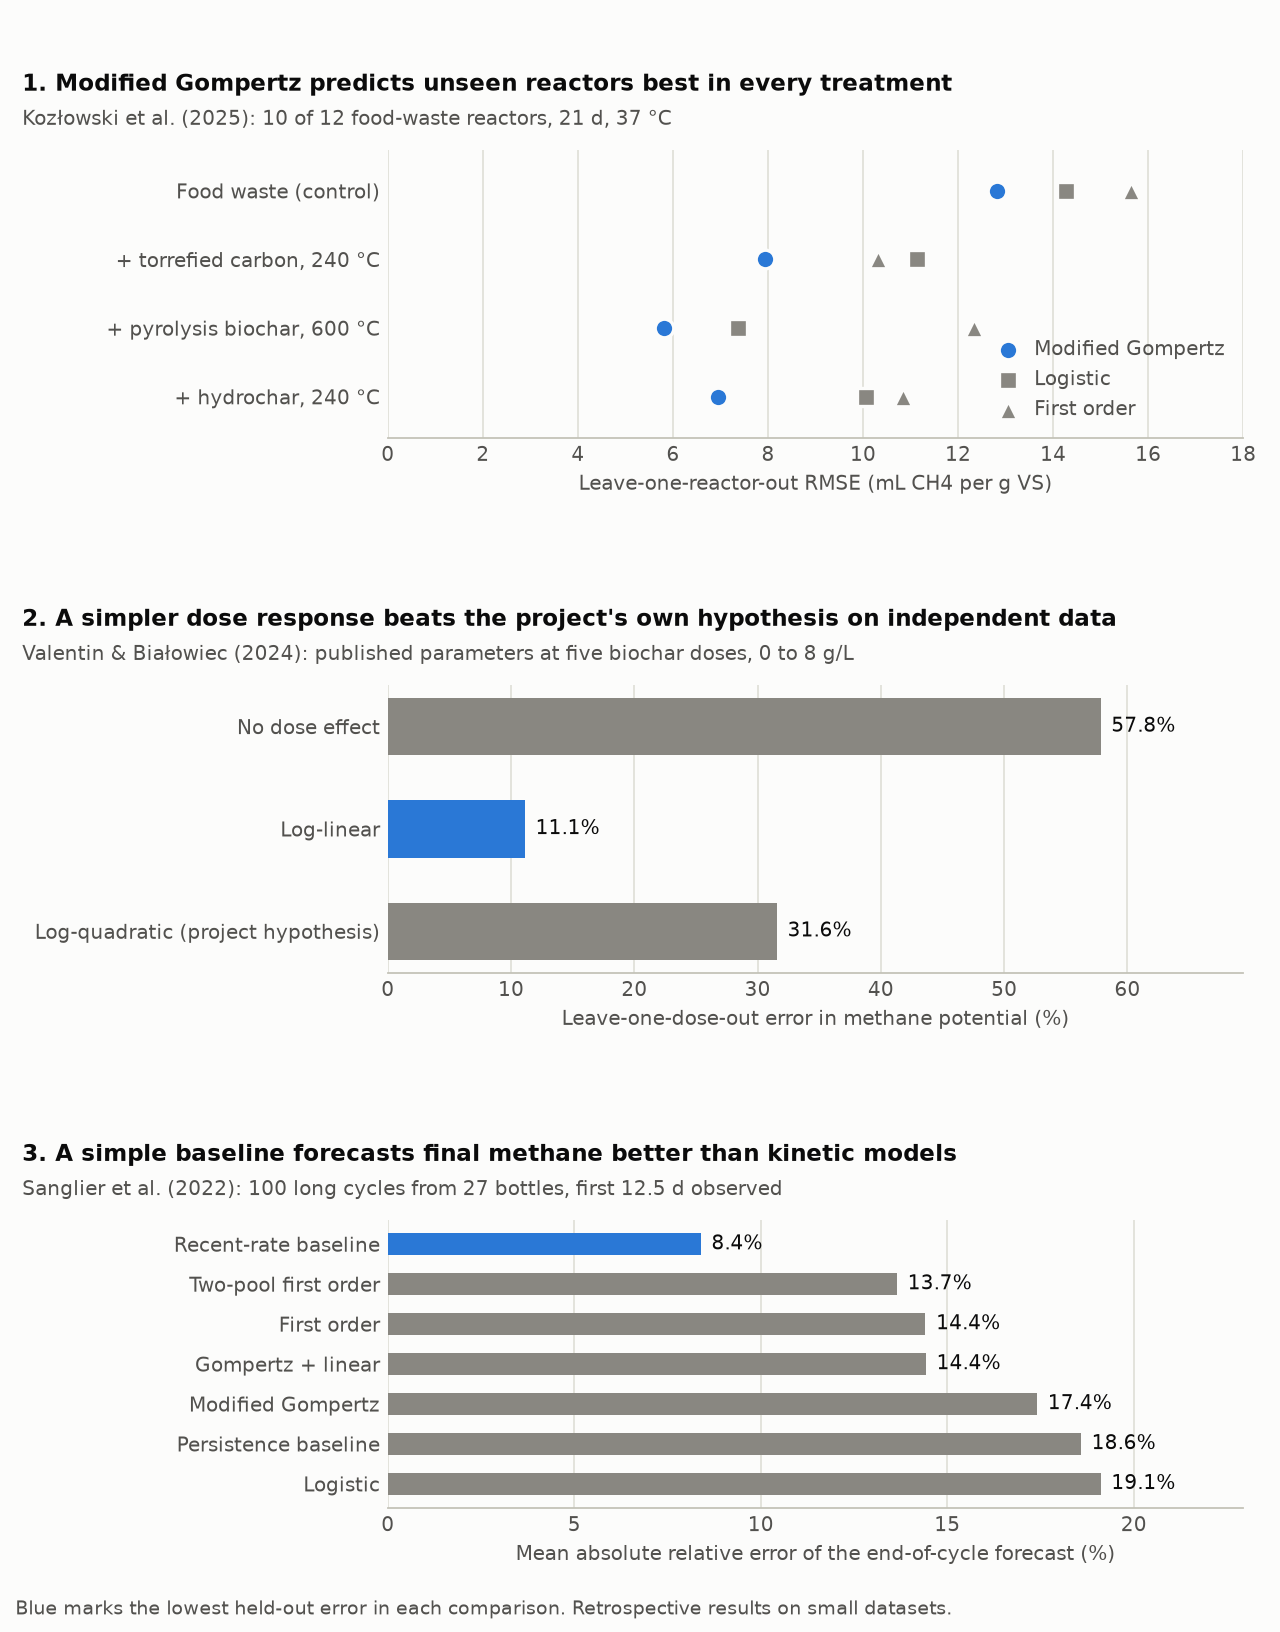 1. Modified Gompertz predicts unseen reactors best in every treatment
Kozłowski et al. (2025): 10 of 12 food-waste reactors, 21 d, 37 °C
Food waste (control)
+ torrefied carbon, 240 °C
+ pyrolysis biochar, 600 °C
+ hydrochar, 240 °C
Modified Gompertz
Logistic
First order
0 2 4 6 8 10 12 14 16 18
Leave-one-reactor-out RMSE (mL CH4 per g VS)
2. A simpler dose response beats the project's own hypothesis on independent data
Valentin & Białowiec (2024): published parameters at five biochar doses, 0 to 8 g/L
No dose effect 57.8%
Log-linear 11.1%
Log-quadratic (project hypothesis) 31.6%
0 10 20 30 40 50 60
Leave-one-dose-out error in methane potential (%)
3. A simple baseline forecasts final methane better than kinetic models
Sanglier et al. (2022): 100 long cycles from 27 bottles, first 12.5 d observed
Recent-rate baseline 8.4%
Two-pool first order 13.7%
First order 14.4%
Gompertz + linear 14.4%
Modified Gompertz 17.4%
Persistence baseline 18.6%
Logistic 19.1%
0 5 10 15 20
Mean absolute relative error of the end-of-cycle forecast (%)
Blue marks the lowest held-out error in each comparison. Retrospective results on small datasets.